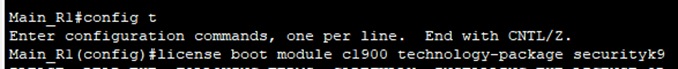 Main_R1#config t
Enter configuration commands, one per line.  End with CNTL/Z.
Main_R1(config)#license boot module c1900 technology-package securityk9